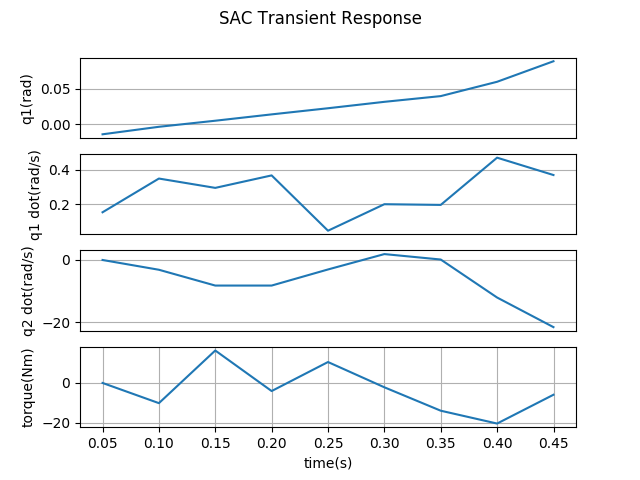 SAC Transient Response
q1(rad)
0.05
0.00
q1 dot(rad/s)
0.4
0.2
q2 dot(rad/s)
0
−20
torque(Nm)
0
−20
0.05 0.10 0.15 0.20 0.25 0.30 0.35 0.40 0.45
time(s)